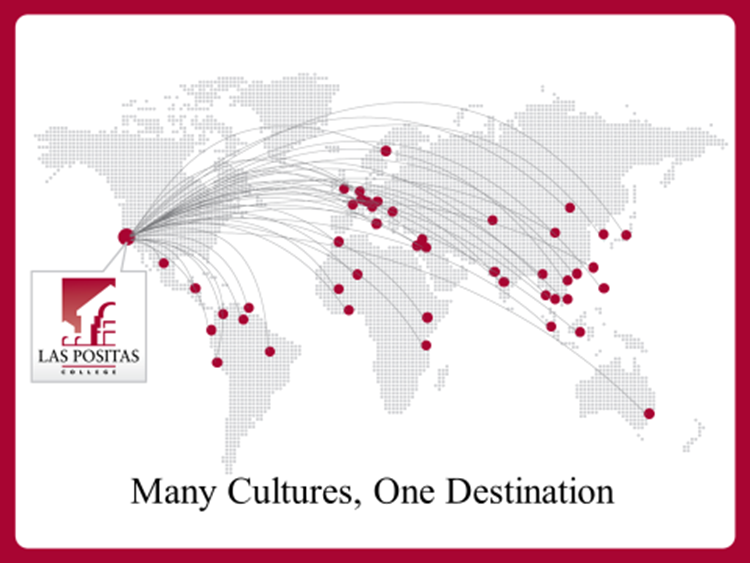 LAS POSITAS
COLLEGE
Many Cultures, One Destination